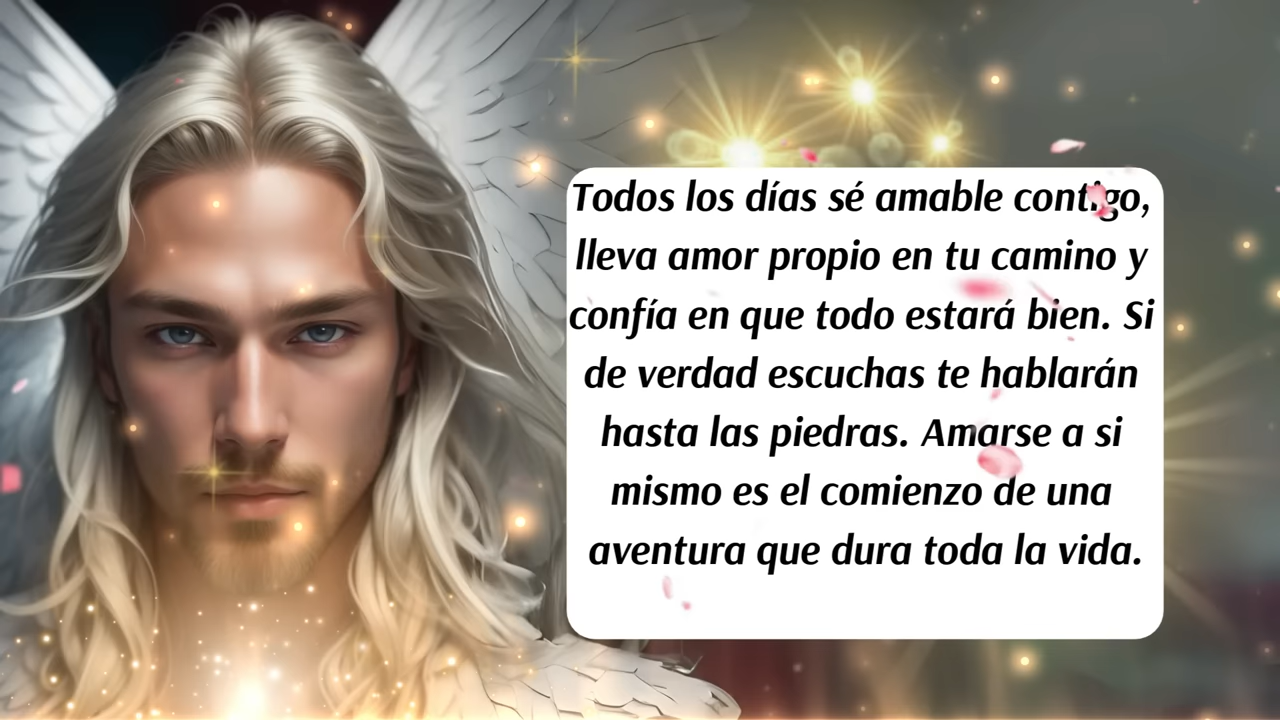 Todos los días sé amable contigo,
lleva amor propio en tu camino y
confía en que todo estará bien. Si
de verdad escuchas te hablarán
hasta las piedras. Amarse a si
mismo es el comienzo de una
aventura que dura toda la vida.